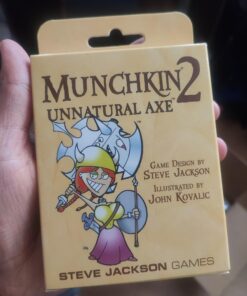 MUNCHKIN 2
UNNATURAL AXE
GAME DESIGN BY
STEVE JACKSON
ILLUSTRATED BY
JOHN KOVALIC
STEVE JACKSON GAMES